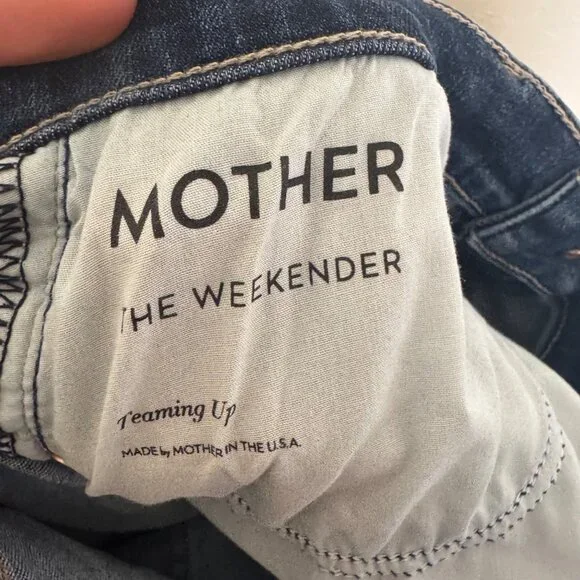 MOTHER
THE WEEKENDER
Teaming Up
MADE by MOTHER IN THE U.S.A.